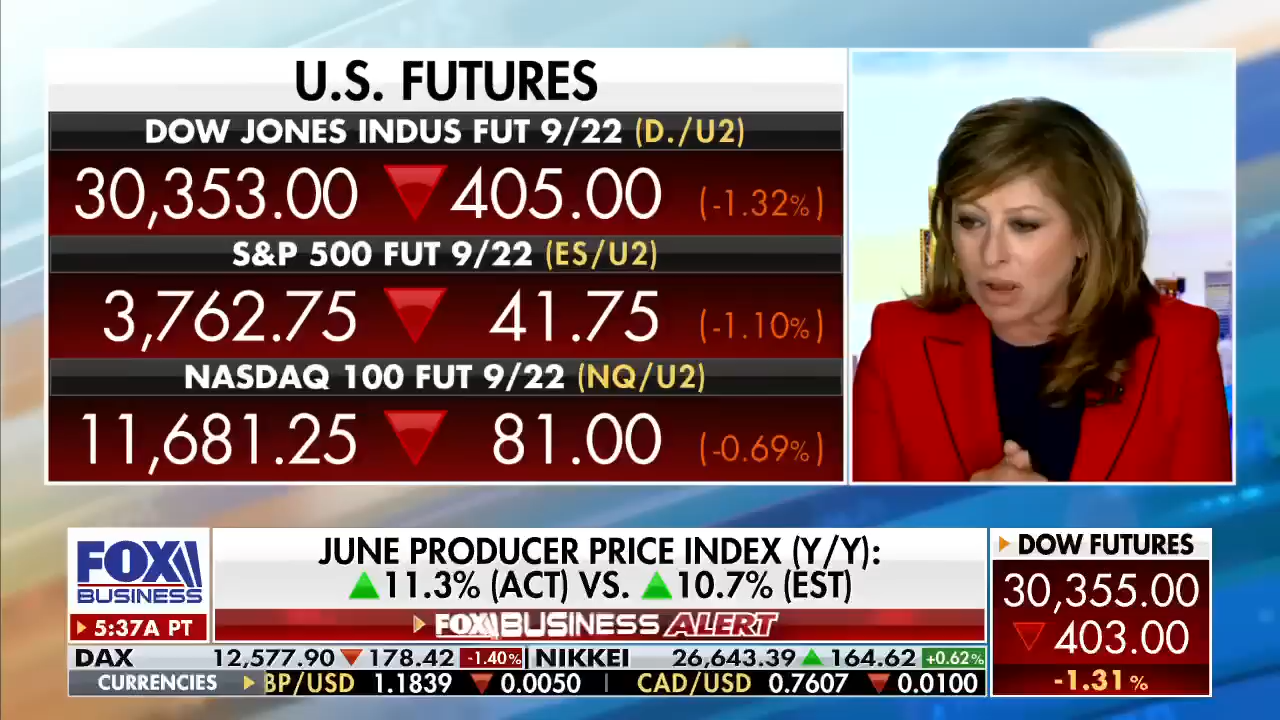 U.S. FUTURES
DOW JONES INDUS FUT 9/22 (D./U2)
30,353.00 405.00 (-1.32%)
S&P 500 FUT 9/22 (ES/U2)
3,762.75 41.75 (-1.10%)
NASDAQ 100 FUT 9/22 (NQ/U2)
11,681.25 81.00 (-0.69%)
FOX
BUSINESS
5:37A PT
JUNE PRODUCER PRICE INDEX (Y/Y):
11.3% (ACT) VS. 10.7% (EST)
FOX BUSINESS ALERT
DOW FUTURES
30,355.00
403.00
-1.31%
DAX 12,577.90 178.42 -1.40% NIKKEI 26,643.39 164.62 +0.62%
CURRENCIES BP/USD 1.1839 0.0050 CAD/USD 0.7607 0.0100